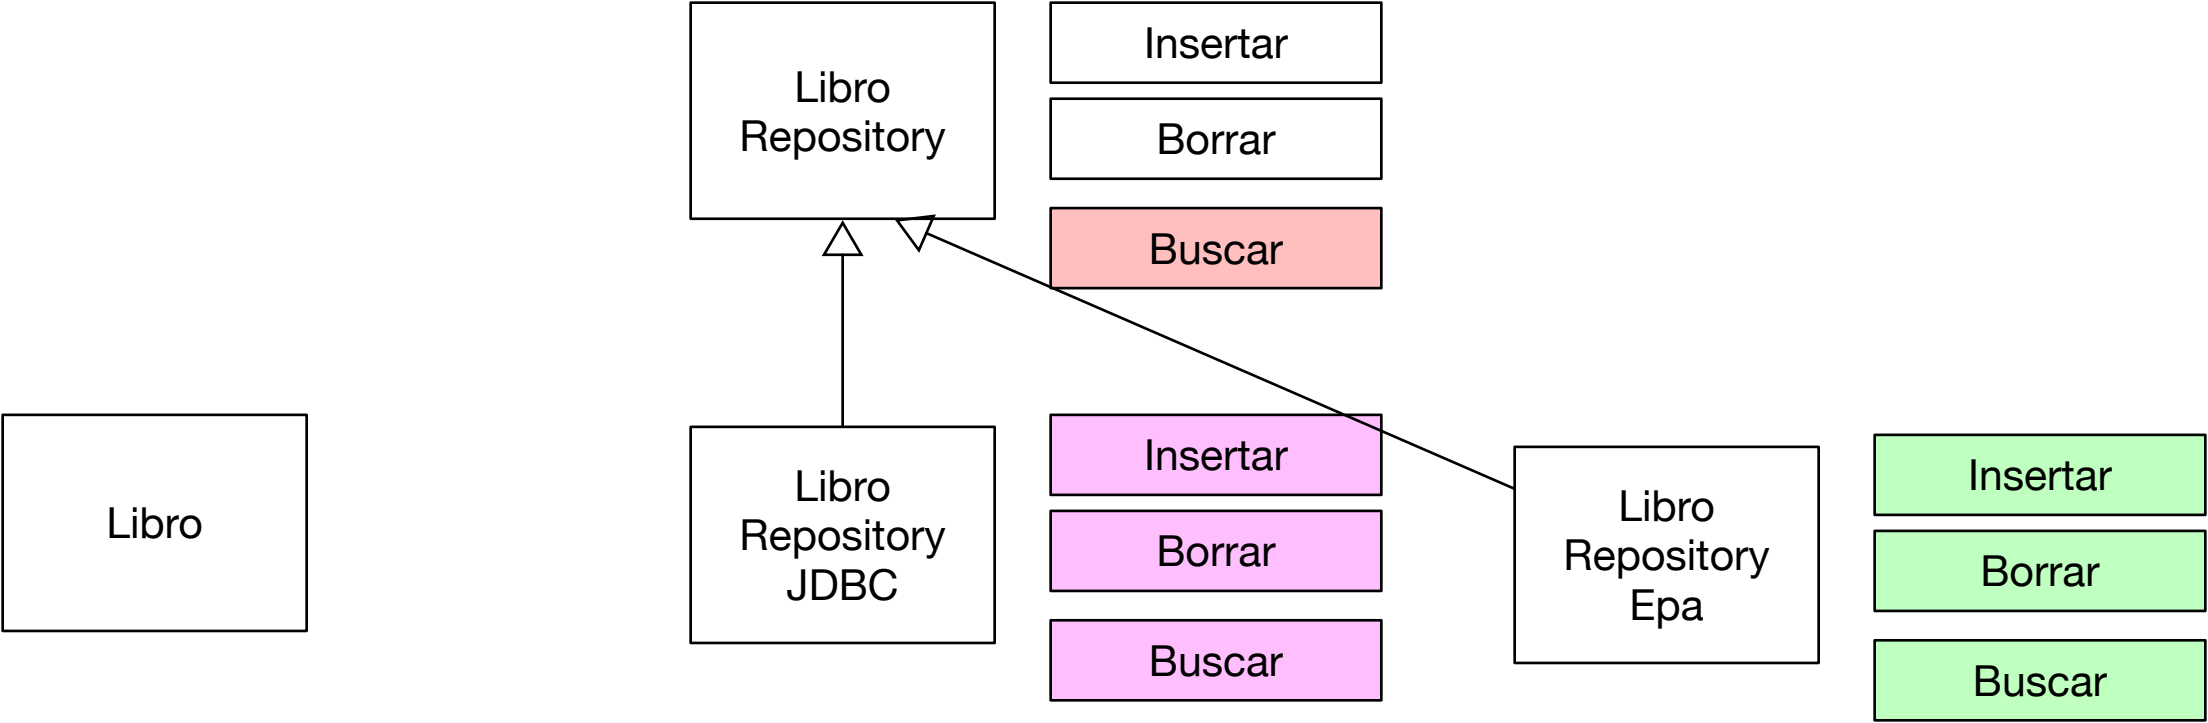 Libro
Repository
Insertar
Borrar
Buscar
Libro
Libro
Repository
JDBC
Insertar
Borrar
Buscar
Libro
Repository
Epa
Insertar
Borrar
Buscar